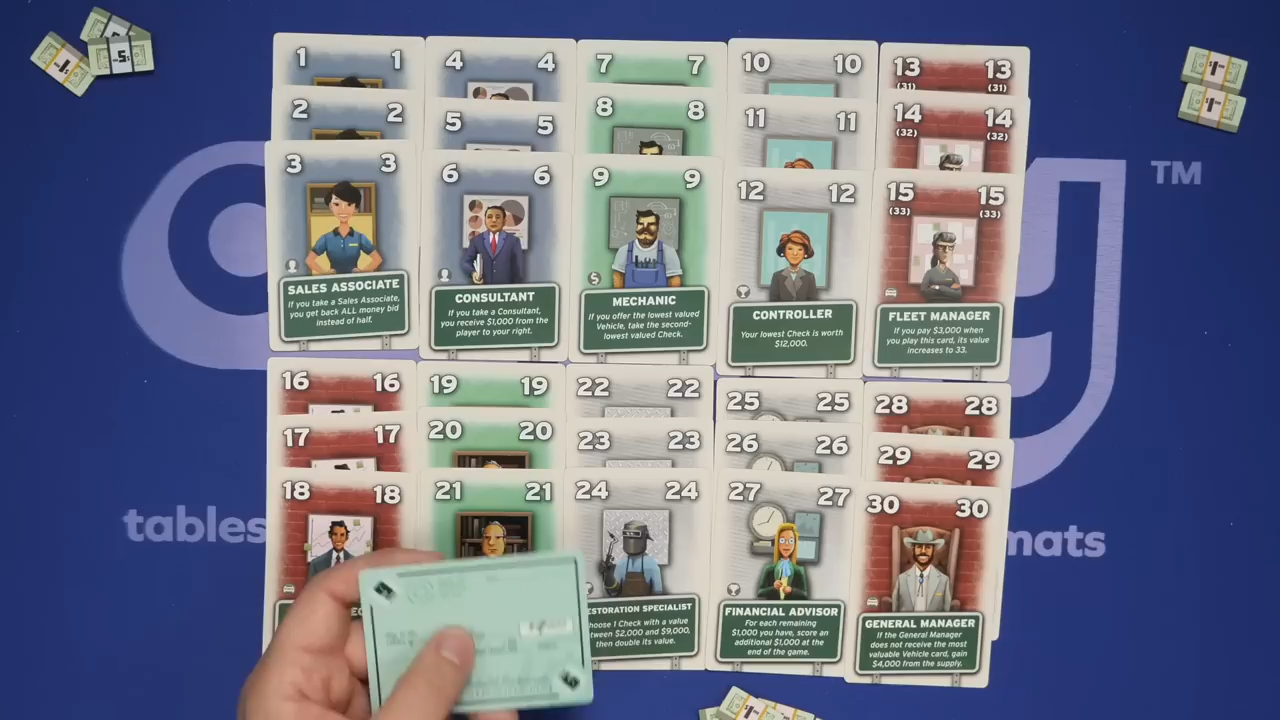 1 1
4 4
7 7
10 10
13 13
(31) (31)
2 2
5 5
8 8
11 11
14 14
(32) (32)
3 3
SALES ASSOCIATE
If you take a Sales Associate,
you get back ALL money bid
instead of half.
6 6
CONSULTANT
If you take a Consultant,
you receive $1,000 from the
player to your right.
9 9
MECHANIC
If you offer the lowest valued
Vehicle, take the second-
lowest valued Check.
12 12
CONTROLLER
Your lowest Check is worth
$12,000.
15 15
(33) (33)
FLEET MANAGER
If you pay $3,000 when
you play this card, its value
increases to 33.
TM
16 16
19 19
22 22
25 25
28 28
17 17
20 20
23 23
26 26
29 29
18 18
21 21
24 24
ESTORATION SPECIALIST
hoose 1 Check with a value
etween $2,000 and $9,000,
then double its value.
27 27
FINANCIAL ADVISOR
For each remaining
$1,000 you have, score an
additional $1,000 at the
end of the game.
30 30
GENERAL MANAGER
If the General Manager
does not receive the most
valuable Vehicle card, gain
$4,000 from the supply.
tables
mats